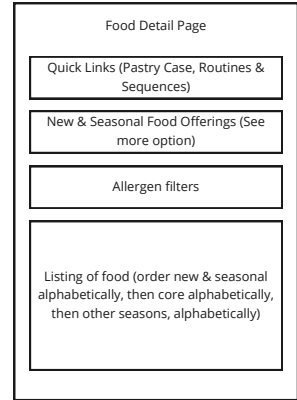 Food Detail Page
Quick Links (Pastry Case, Routines &
Sequences)
New & Seasonal Food Offerings (See
more option)
Allergen filters
Listing of food (order new & seasonal
alphabetically, then core alphabetically,
then other seasons, alphabetically)